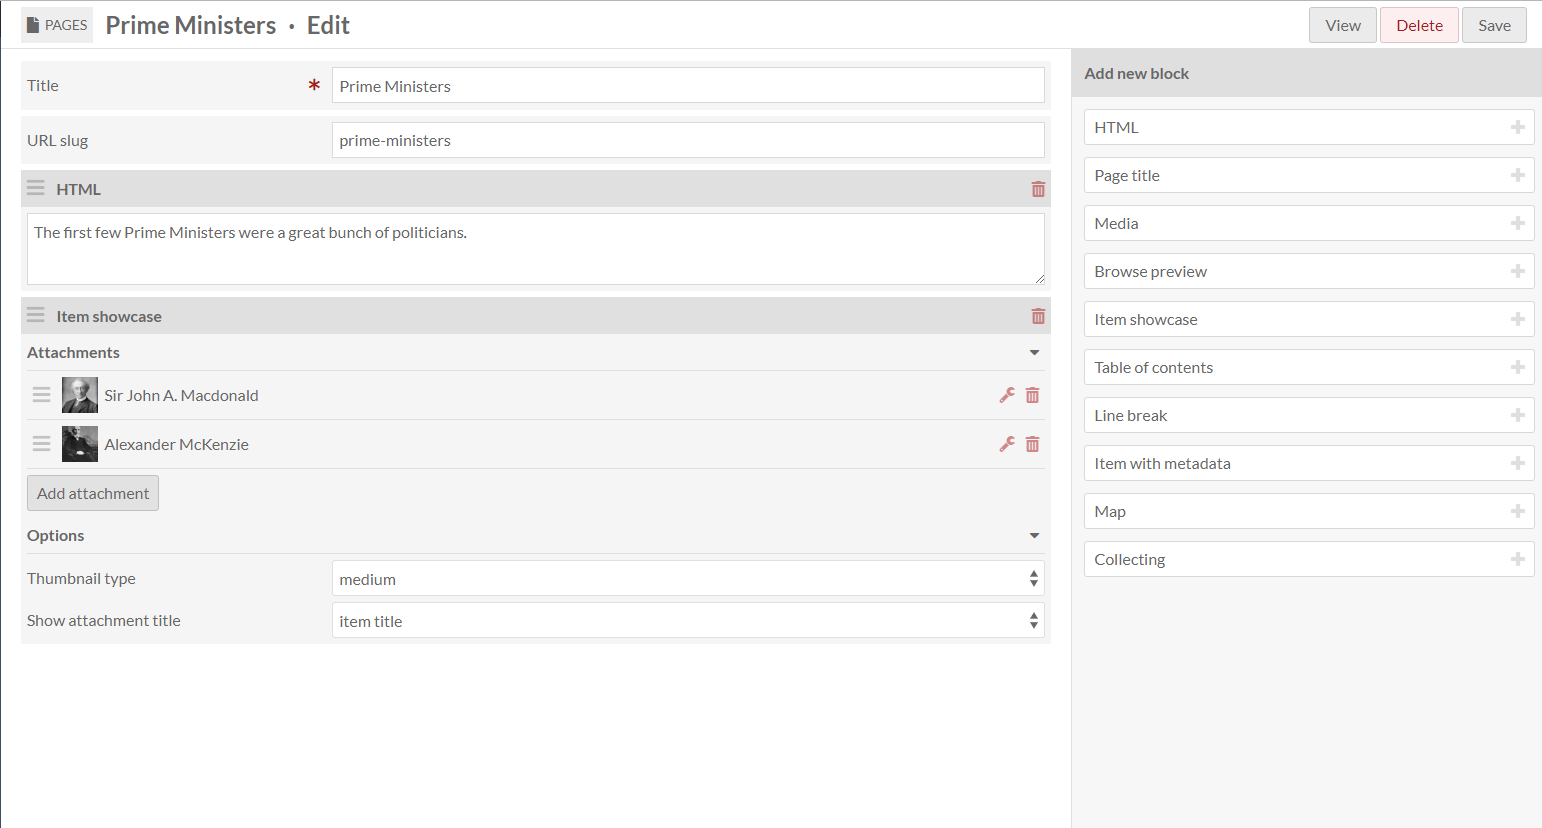 PAGES Prime Ministers • Edit
View Delete Save
Title * Prime Ministers
URL slug prime-ministers
HTML
The first few Prime Ministers were a great bunch of politicians.
Item showcase
Attachments
Sir John A. Macdonald
Alexander McKenzie
Add attachment
Options
Thumbnail type medium
Show attachment title item title
Add new block
HTML
Page title
Media
Browse preview
Item showcase
Table of contents
Line break
Item with metadata
Map
Collecting